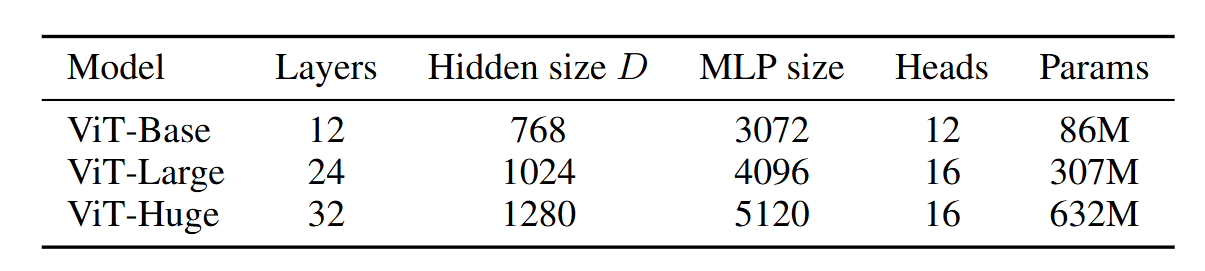 Model Layers Hidden size D MLP size Heads Params
ViT-Base 12 768 3072 12 86M
ViT-Large 24 1024 4096 16 307M
ViT-Huge 32 1280 5120 16 632M